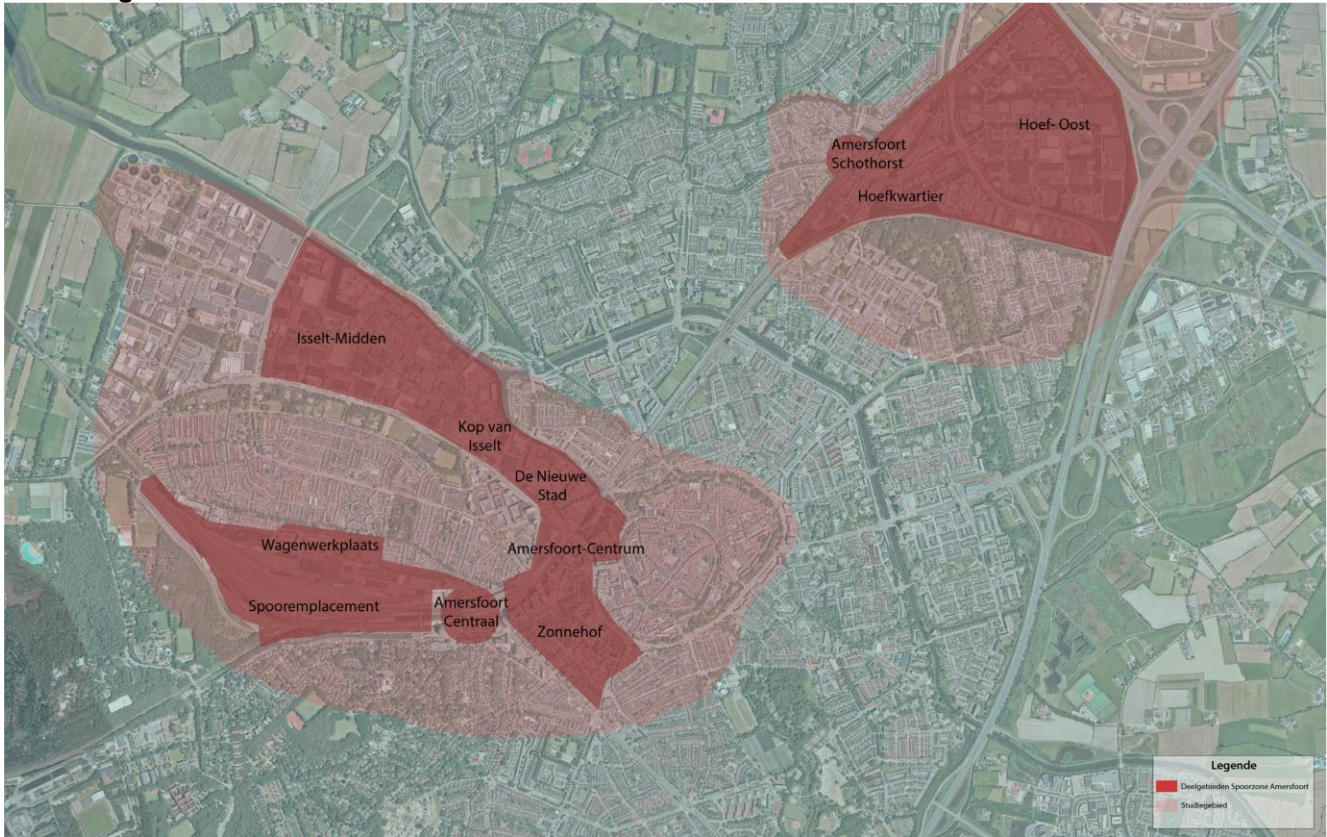 Hoef- Oost
Amersfoort
Schothorst
Hoefkwartier
Isselt-Midden
Kop van
Isselt
De Nieuwe
Stad
Amersfoort-Centrum
Wagenwerkplaats
Spooremplacement
Amersfoort
Centraal
Zonnehof
Legende
Deelgebieden Spoorzone Amersfoort
Studiegebied